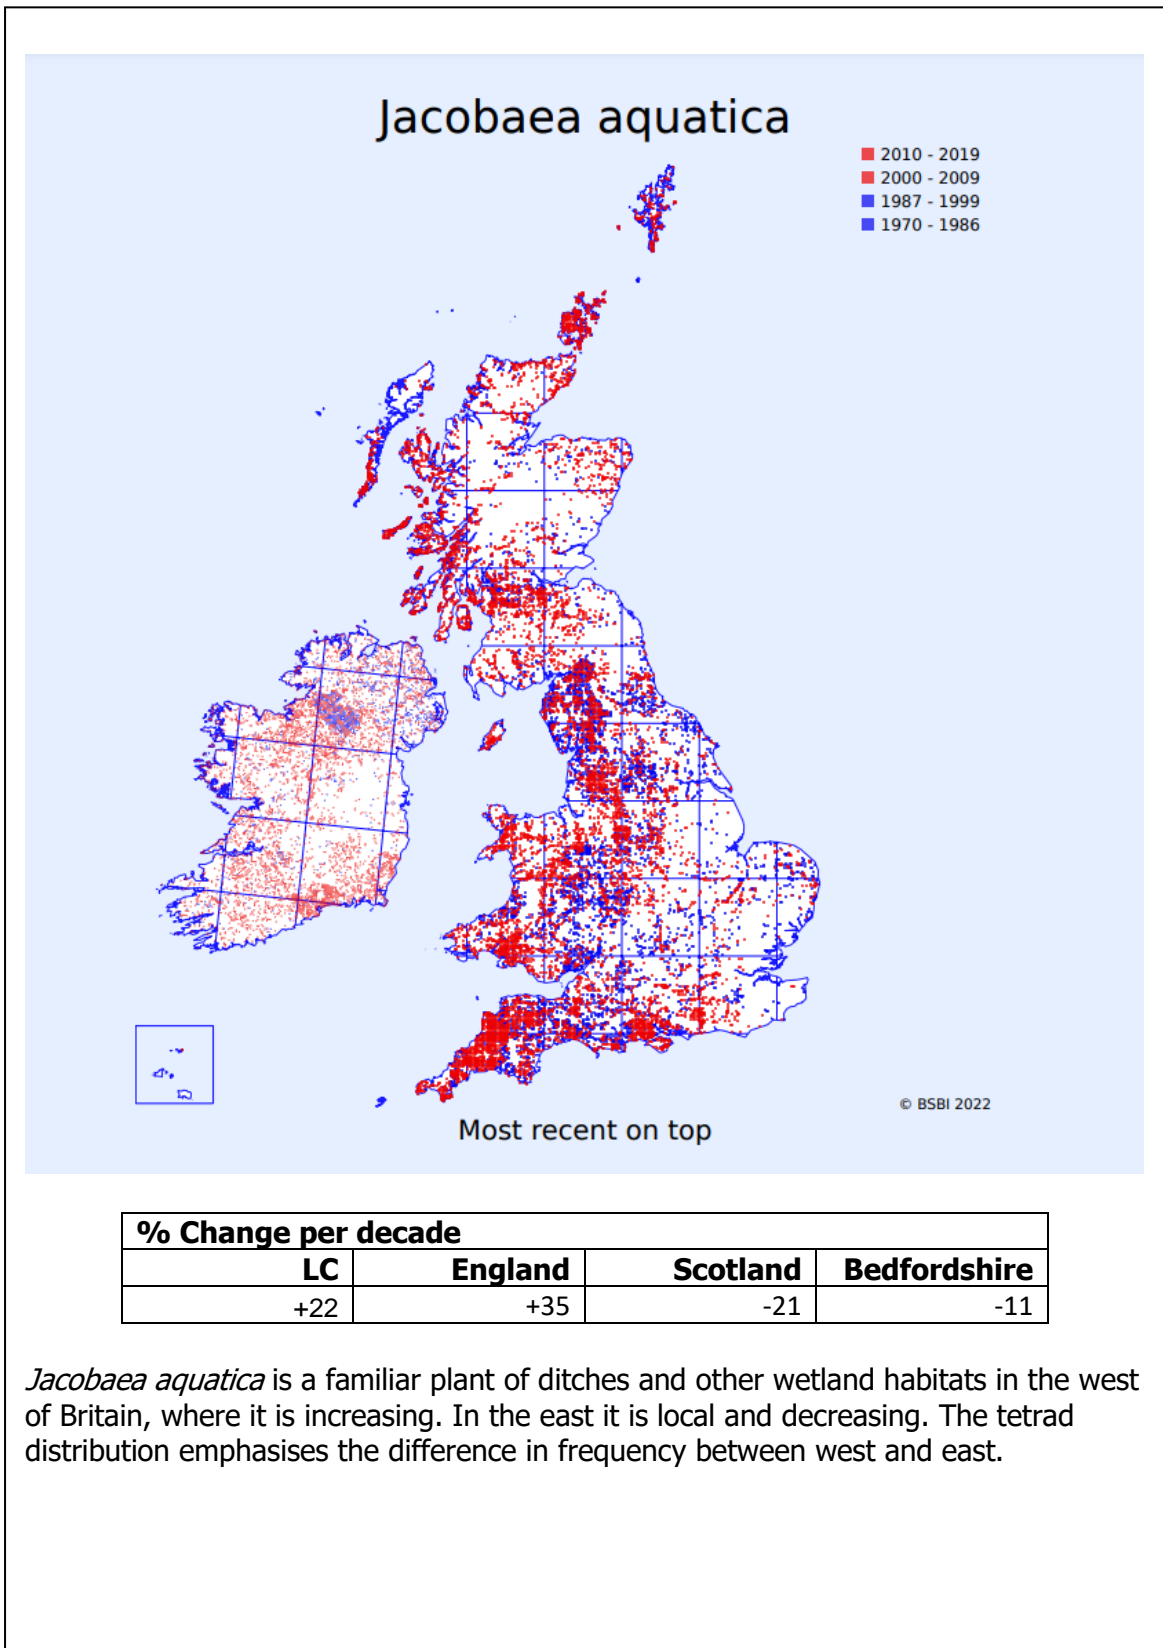 Jacobaea aquatica
2010 - 2019
2000 - 2009
1987 - 1999
1970 - 1986
© BSBI 2022
Most recent on top
% Change per decade
LC England Scotland Bedfordshire
+22 +35 -21 -11
Jacobaea aquatica is a familiar plant of ditches and other wetland habitats in the west
of Britain, where it is increasing. In the east it is local and decreasing. The tetrad
distribution emphasises the difference in frequency between west and east.